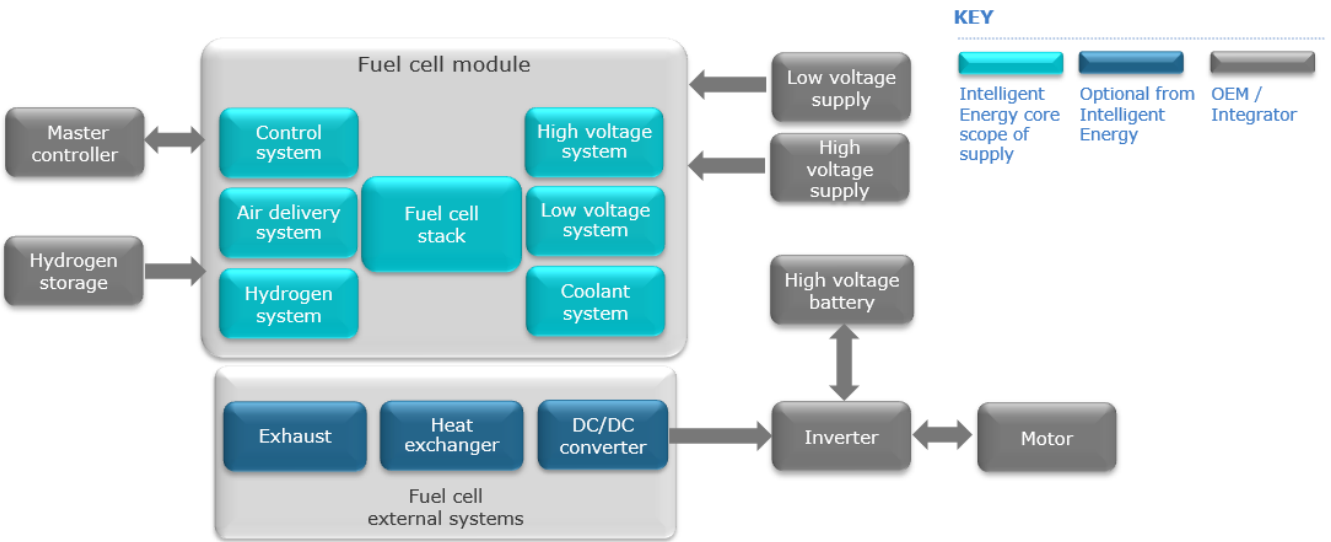 KEY
Intelligent
Energy core
scope of
supply
Optional from
Intelligent
Energy
OEM /
Integrator
Fuel cell module
Master
controller
Hydrogen
storage
Control
system
Air delivery
system
Hydrogen
system
Fuel cell
stack
High voltage
system
Low voltage
system
Coolant
system
Low voltage
supply
High
voltage
supply
High voltage
battery
Exhaust
Heat
exchanger
DC/DC
converter
Fuel cell
external systems
Inverter
Motor